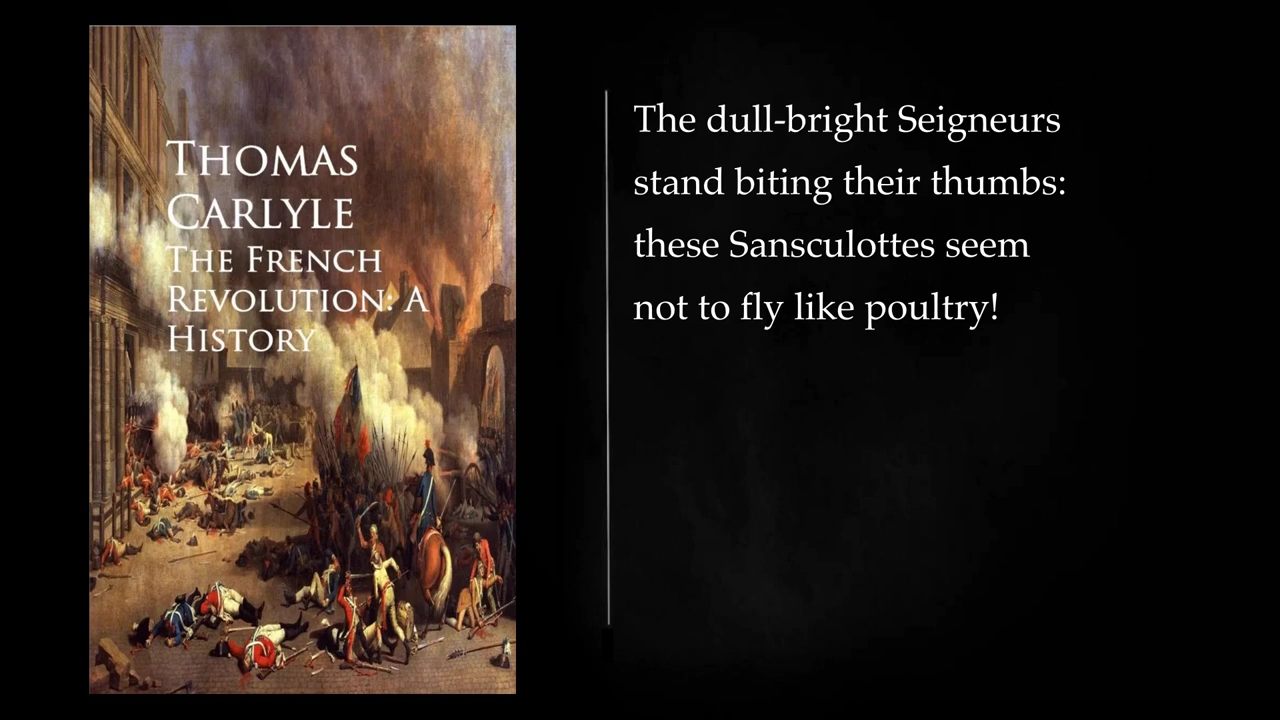 THOMAS
CARLYLE
THE FRENCH
REVOLUTION: A
HISTORY
The dull-bright Seigneurs
stand biting their thumbs:
these Sansculottes seem
not to fly like poultry!